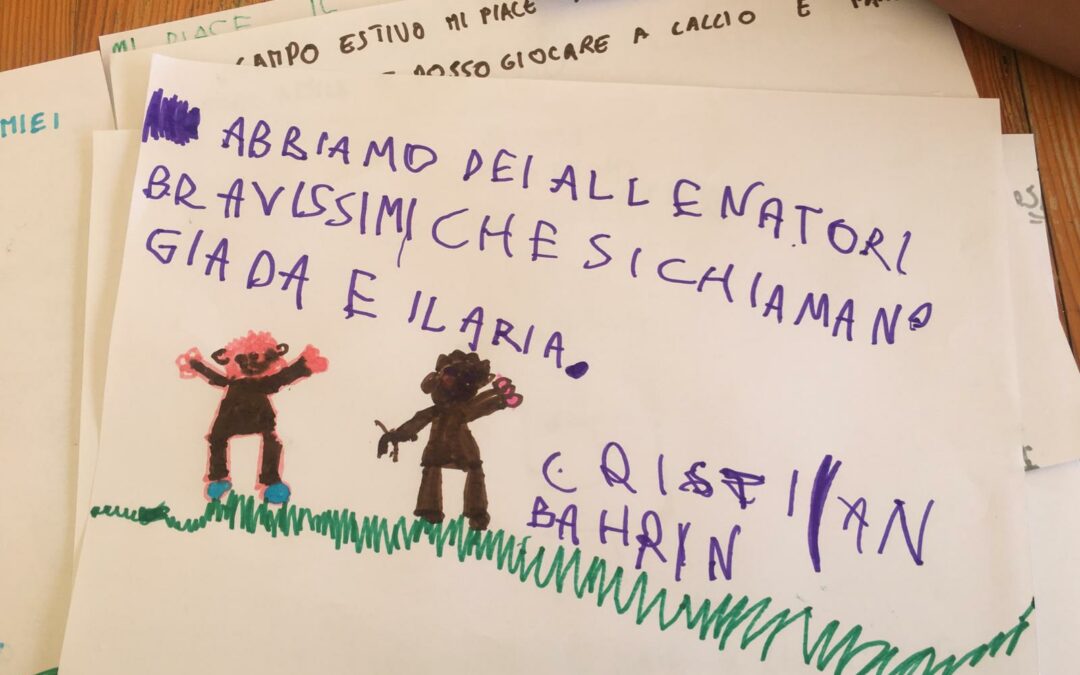 MI PIACE IL
CAMPO ESTIVO MI PIACE
POSSO GIOCARE A CALCIO E
MIEI
ABBIAMO DEI ALLENATORI
BRAVISSIMI CHE SI CHIAMANO
GIADA E ILARIA.
CRISTIAN
BAHRIN